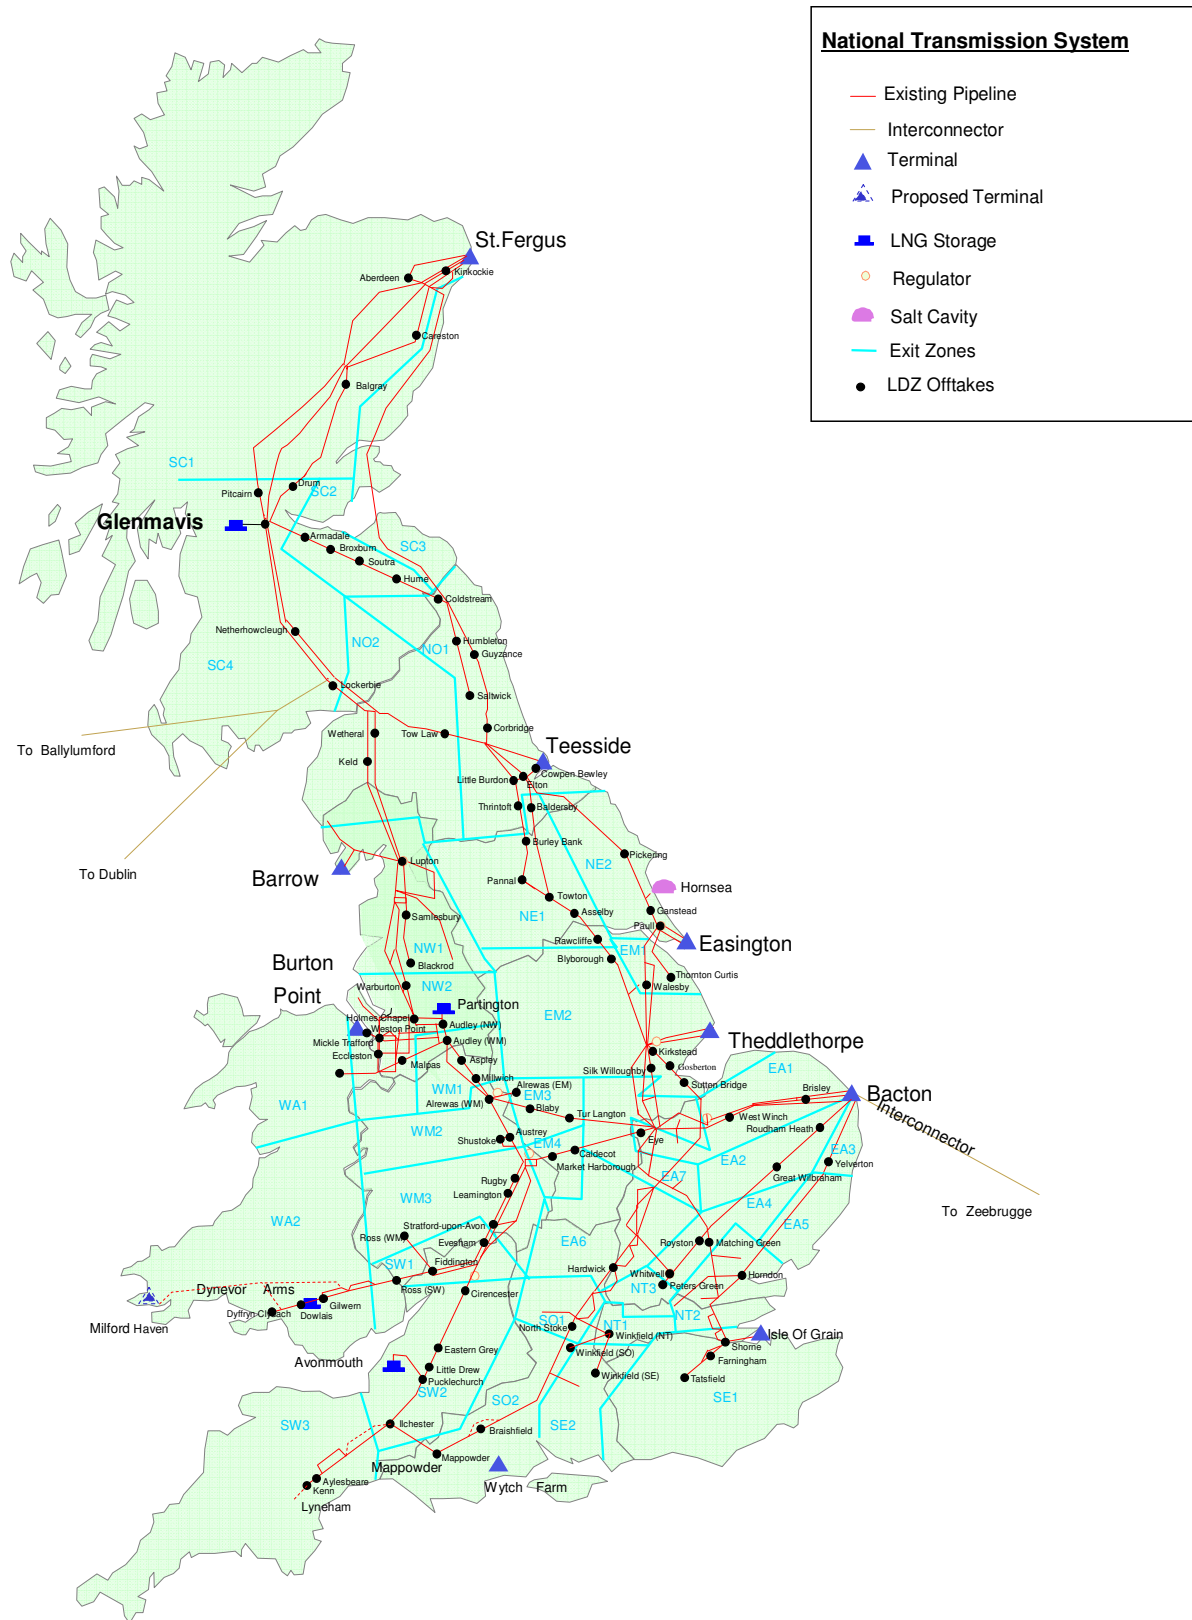 National Transmission System
Existing Pipeline
Interconnector
Terminal
Proposed Terminal
LNG Storage
Regulator
Salt Cavity
Exit Zones
LDZ Offtakes
St.Fergus
Kinkockie
Aberdeen
Careston
Balgray
SC1
Drum
SC2
Pitcairn
Glenmavis
Armadale
Broxburn
SC3
Soutra
Hume
Coldstream
Netherhowcleugh
NO2
NO1
Humbleton
Guyzance
SC4
Lockerbie
Saltwick
Corbridge
Wetheral
Tow Law
To Ballylumford
Teesside
Keld
Cowpen Bewley
Little Burdon
Elton
Thrintoft
Baldersby
Burley Bank
Pickering
Lupton
NE2
To Dublin
Barrow
Pannal
Hornsea
Towton
Ganstead
Samlesbury
NE1
Asselby
Paull
Rawcliffe
Easington
NW1
EM1
Burton
Point
Blackrod
Blyborough
Thornton Curtis
Warburton
NW2
Walesby
Partington
Holmes Chapel
EM2
Weston Point
Audley (NW)
Mickle Trafford
Audley (WM)
Theddlethorpe
Eccleston
Malpas
Aspley
Kirkstead
Silk Willoughby
Gosberton
EA1
Millwich
WM1
Alrewas (EM)
Sutton Bridge
Brisley
Bacton
WA1
Alrewas (WM)
EM3
Blaby
Tur Langton
West Winch
Interconnector
Roudham Heath
WM2
Shustoke
Austrey
EM4
Eye
EA3
Caldecot
EA2
Yelverton
Market Harborough
Rugby
EA7
Great Wilbraham
Leamington
WM3
EA4
To Zeebrugge
WA2
Stratford-upon-Avon
EA5
Ross (WM)
Evesham
EA6
Royston
Matching Green
SW1
Fiddington
Hardwick
Whitwell
Horndon
Ross (SW)
Peters Green
Dynevor Arms
Cirencester
NT3
Gilwern
Dyffryn Clydach
Dowlais
Milford Haven
SO1
NT2
North Stoke
NT1
Winkfield (NT)
Isle Of Grain
Shorne
Eastern Grey
Winkfield (SO)
Farningham
Avonmouth
Little Drew
Winkfield (SE)
Tatsfield
Pucklechurch
SW2
SE1
SO2
SW3
Ilchester
SE2
Braishfield
Mappowder
Mappowder
Aylesbeare
Kenn
Wytch Farm
Lyneham